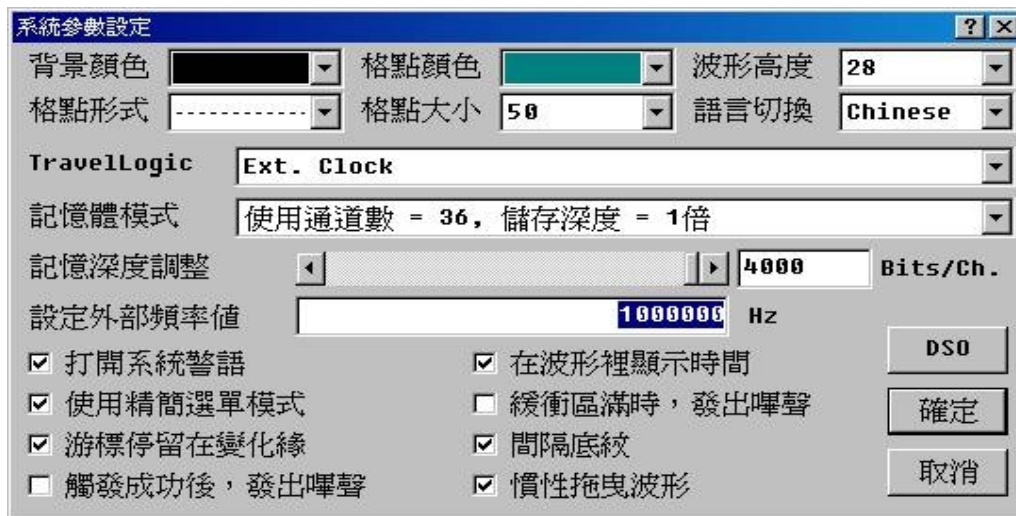 系統參數設定
背景顏色 格點顏色 波形高度 28
格點形式 格點大小 50 語言切換 Chinese
TravelLogic Ext. Clock
記憶體模式 使用通道數 = 36, 儲存深度 = 1倍
記憶深度調整 4000 Bits/Ch.
設定外部頻率值 1000000 Hz
打開系統警語 在波形裡顯示時間 DSO
使用精簡選單模式 緩衝區滿時，發出嗶聲 確定
游標停留在變化緣 間隔底紋
觸發成功後，發出嗶聲 慣性拖曳波形 取消